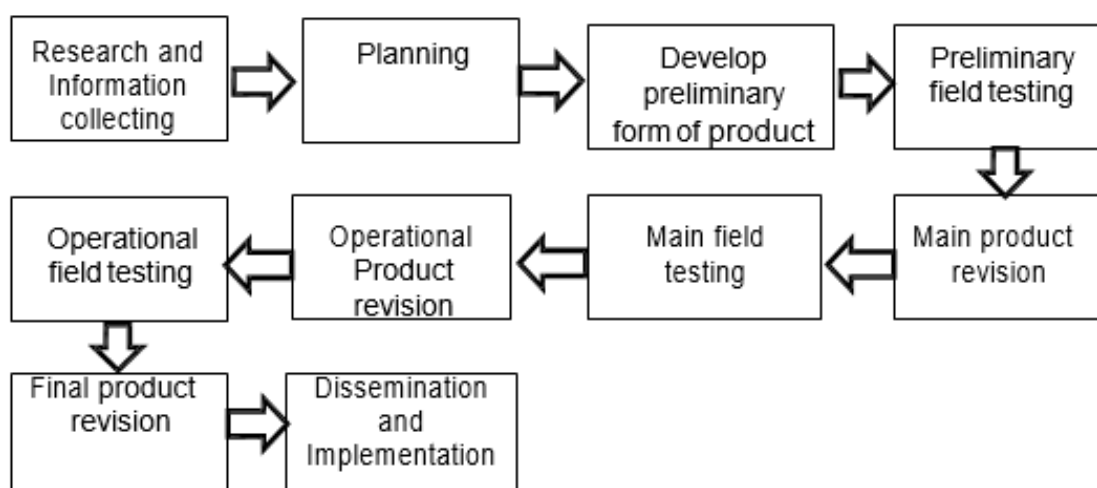 Research and
Information
collecting
Planning
Develop
preliminary
form of product
Preliminary
field testing
Operational
field testing
Operational
Product
revision
Main field
testing
Main product
revision
Final product
revision
Dissemination
and
Implementation